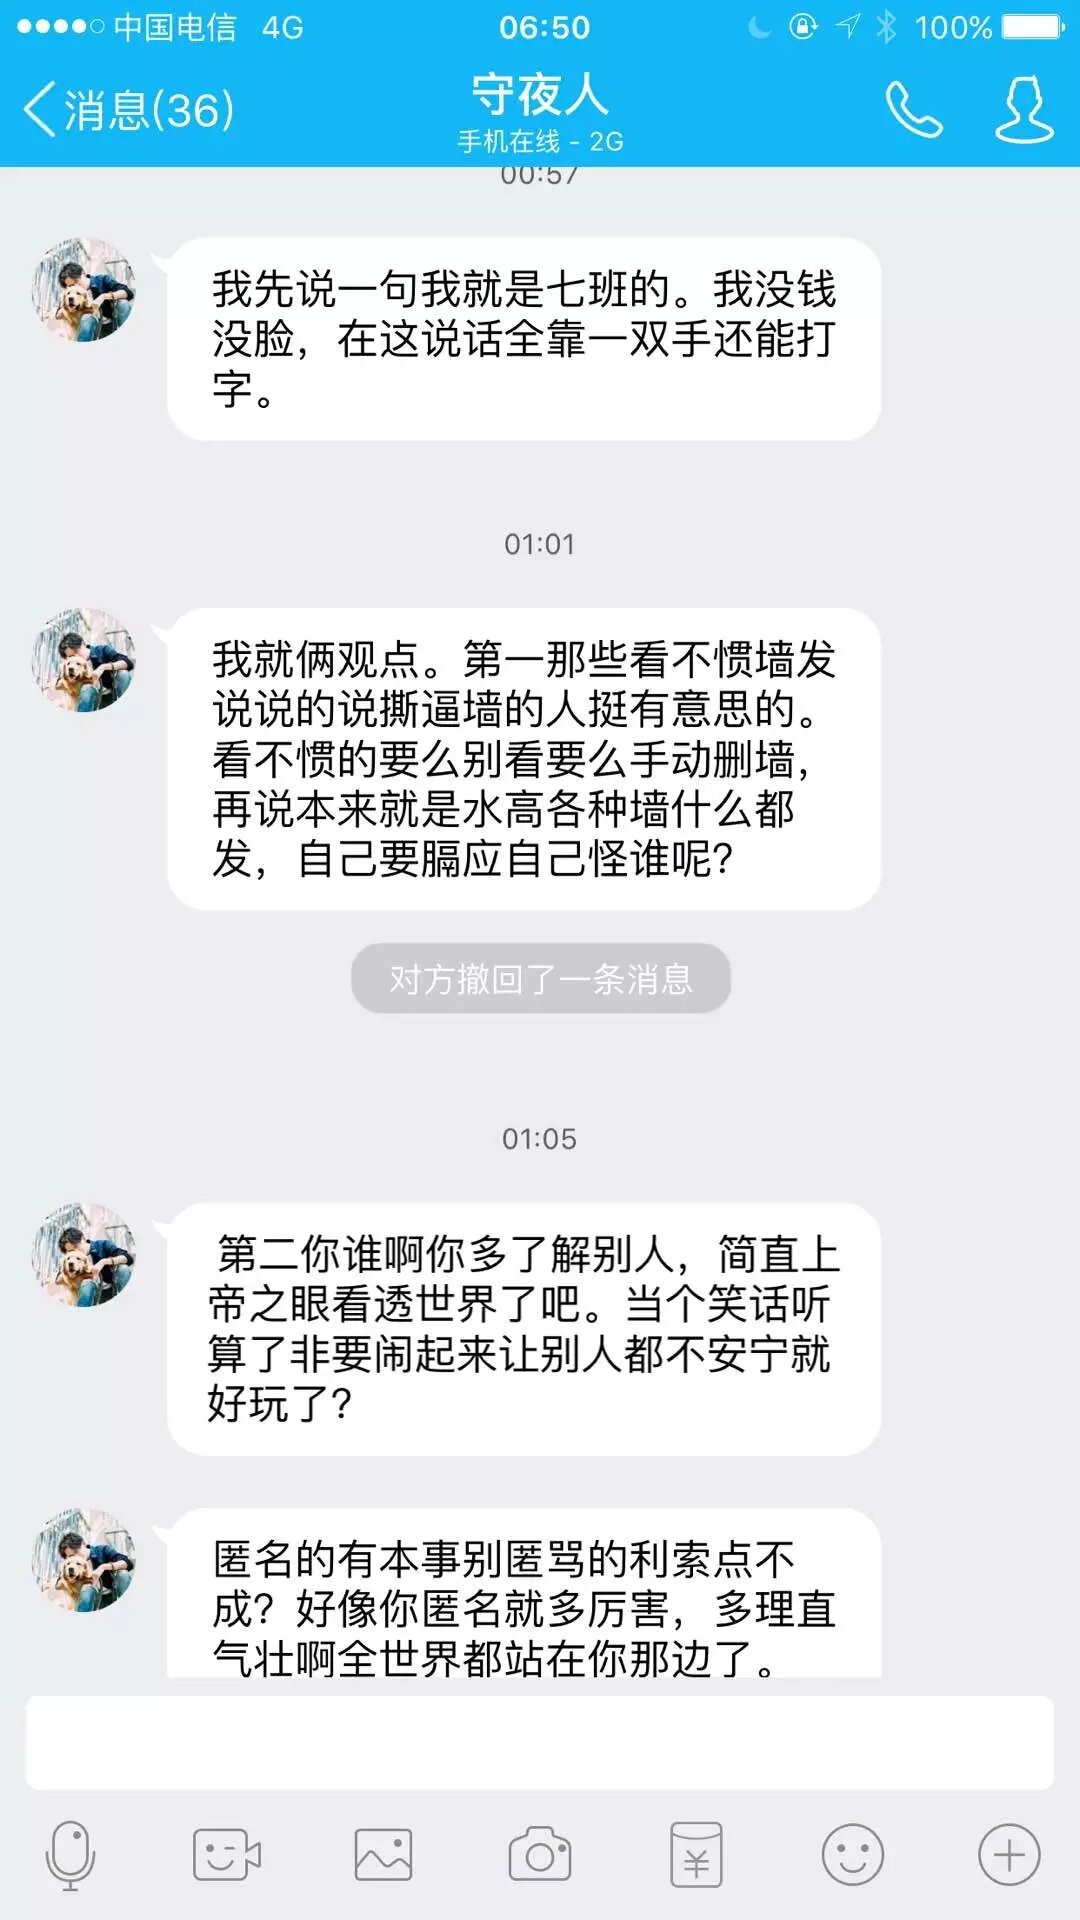 中国电信 4G 06:50 100%
消息(36) 守夜人
手机在线 - 2G
00:57
我先说一句我就是七班的。我没钱
没脸，在这说话全靠一双手还能打
字。
01:01
我就俩观点。第一那些看不惯墙发
说说的说撕逼墙的人挺有意思的。
看不惯的要么别看要么手动删墙，
再说本来就是水高各种墙什么都
发，自己要膈应自己怪谁呢？
对方撤回了一条消息
01:05
第二你谁啊你多了解别人，简直上
帝之眼看透世界了吧。当个笑话听
算了非要闹起来让别人都不安宁就
好玩了？
匿名的有本事别匿骂的利索点不
成？好像你匿名就多厉害，多理直
气壮啊全世界都站在你那边了。